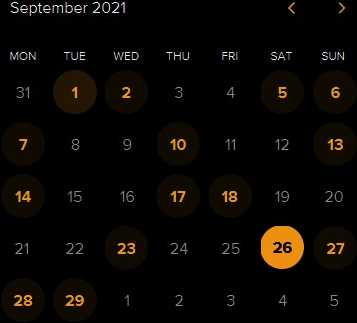 September 2021
MON TUE WED THU FRI SAT SUN
31 1 2 3 4 5 6
7 8 9 10 11 12 13
14 15 16 17 18 19 20
21 22 23 24 25 26 27
28 29 1 2 3 4 5